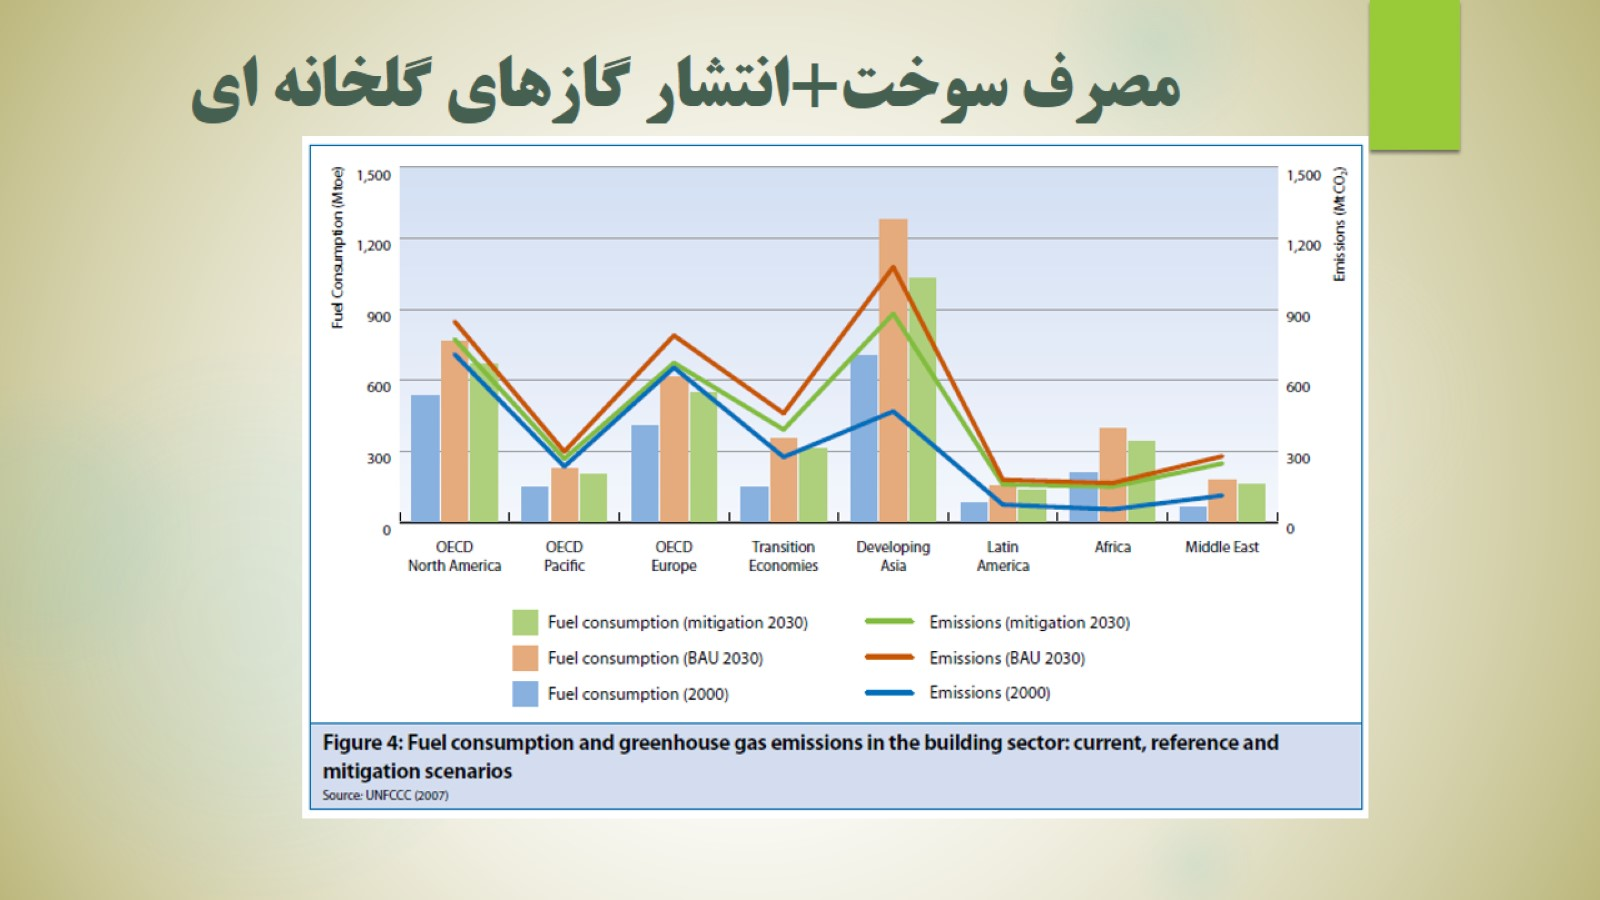 مصرف سوخت+انتشار گازهای گلخانه ای
Fuel Consumption (Mtoe)
1,500
1,200
900
600
300
0
1,500
1,200
900
600
300
0
Emissions (MtCO₂)
OECD
North America
OECD
Pacific
OECD
Europe
Transition
Economies
Developing
Asia
Latin
America
Africa
Middle East
Fuel consumption (mitigation 2030)
Fuel consumption (BAU 2030)
Fuel consumption (2000)
Emissions (mitigation 2030)
Emissions (BAU 2030)
Emissions (2000)
Figure 4: Fuel consumption and greenhouse gas emissions in the building sector: current, reference and
mitigation scenarios
Source: UNFCCC (2007)